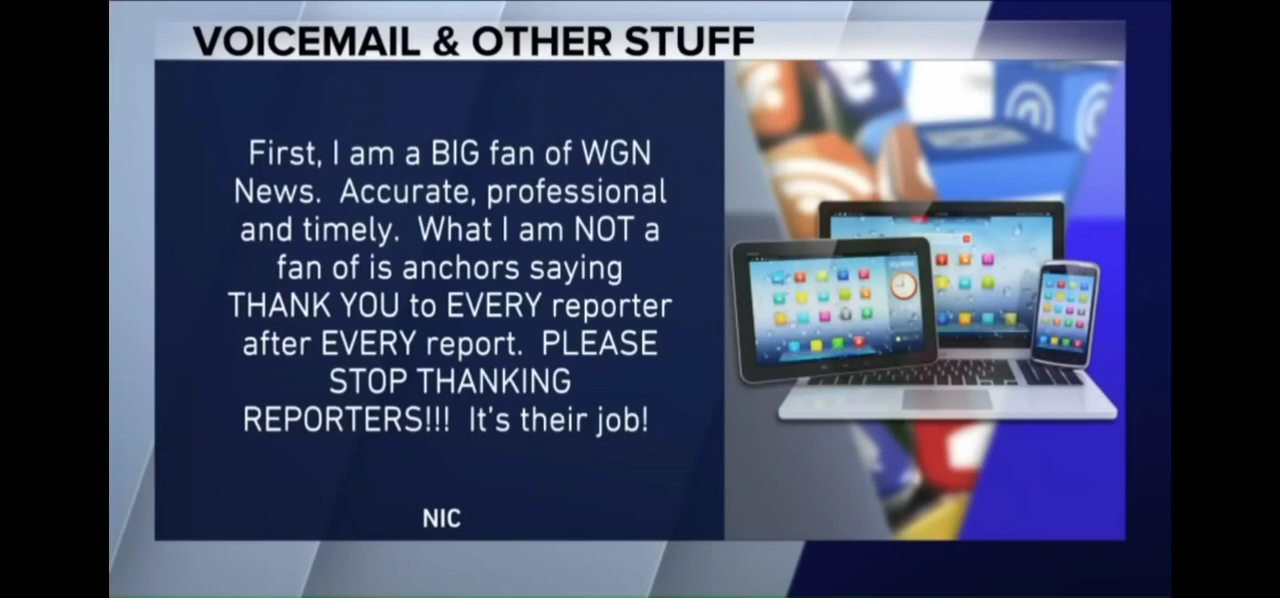 VOICEMAIL & OTHER STUFF
First, I am a BIG fan of WGN
News.  Accurate, professional
and timely.  What I am NOT a
fan of is anchors saying
THANK YOU to EVERY reporter
after EVERY report.  PLEASE
STOP THANKING
REPORTERS!!!  It's their job!
NIC